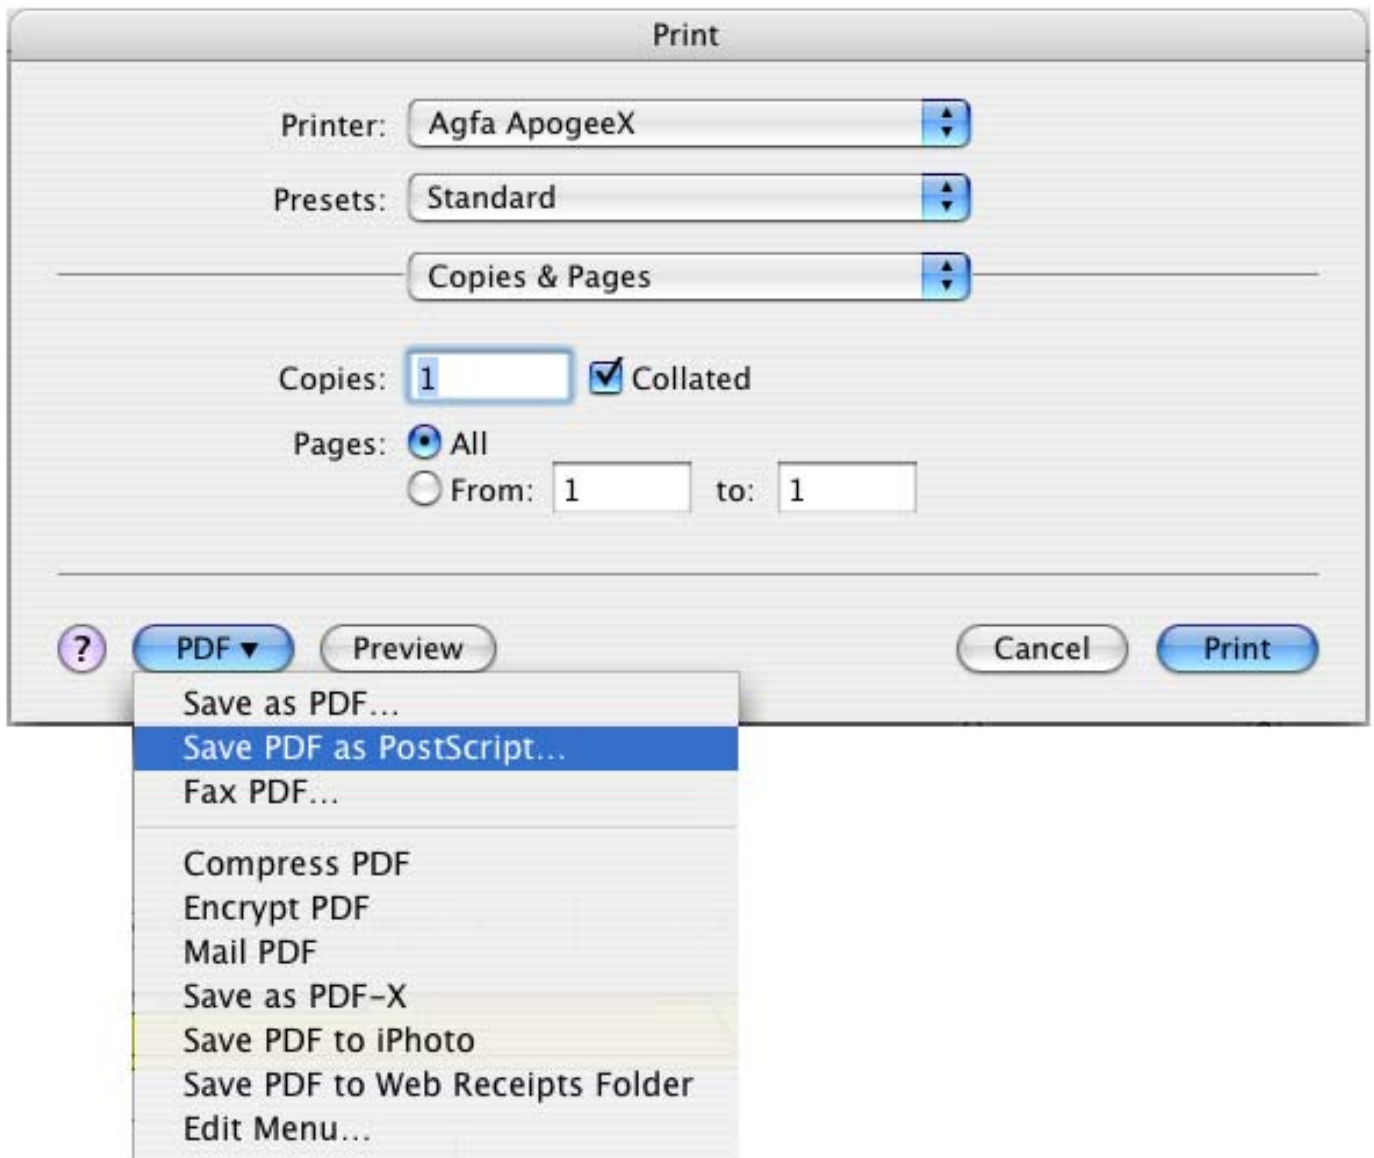 Print
Printer: Agfa ApogeeX
Presets: Standard
Copies & Pages
Copies: 1 Collated
Pages: All
From: 1 to: 1
? PDF ▼ Preview Cancel Print
Save as PDF...
Save PDF as PostScript...
Fax PDF...
Compress PDF
Encrypt PDF
Mail PDF
Save as PDF-X
Save PDF to iPhoto
Save PDF to Web Receipts Folder
Edit Menu...